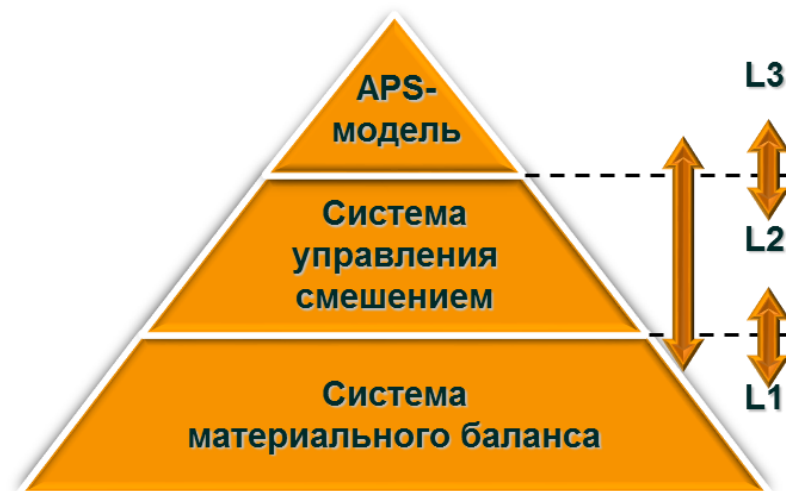 APS-
модель
L3
Система
управления
смешением
L2
Система
материального баланса
L1